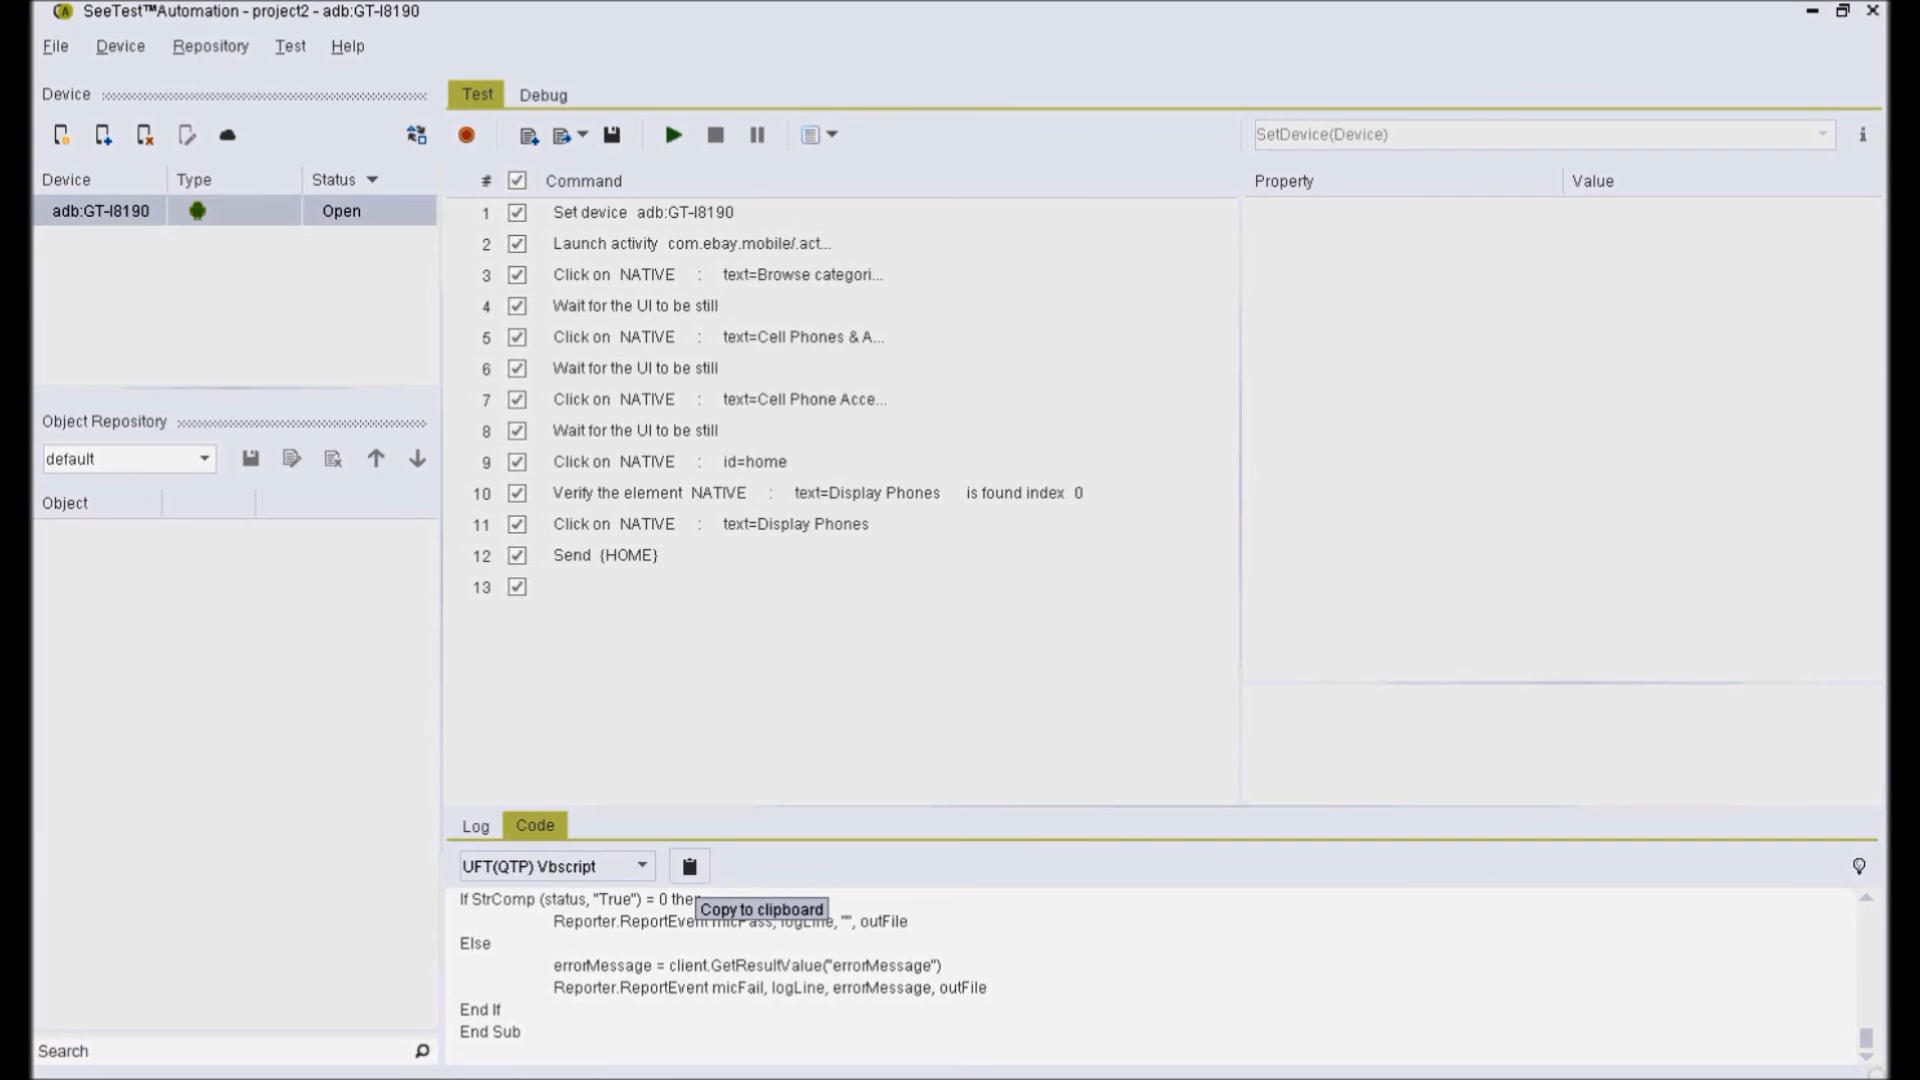 SeeTest™Automation - project2 - adb:GT-I8190
File Device Repository Test Help
Device
Test Debug
SetDevice(Device)
Device Type Status
adb:GT-I8190 Open
# Command
Property Value
1 Set device adb:GT-I8190
2 Launch activity com.ebay.mobile/.act...
3 Click on NATIVE : text=Browse categori...
4 Wait for the UI to be still
5 Click on NATIVE : text=Cell Phones & A...
6 Wait for the UI to be still
7 Click on NATIVE : text=Cell Phone Acce...
8 Wait for the UI to be still
9 Click on NATIVE : id=home
10 Verify the element NATIVE : text=Display Phones is found index 0
11 Click on NATIVE : text=Display Phones
12 Send {HOME}
13
Object Repository
default
Object
Search
Log Code
UFT(QTP) Vbscript
If StrComp (status, "True") = 0 then
Copy to clipboard
Reporter.ReportEvent micPass, logLine, "", outFile
Else
errorMessage = client.GetResultValue("errorMessage")
Reporter.ReportEvent micFail, logLine, errorMessage, outFile
End If
End Sub